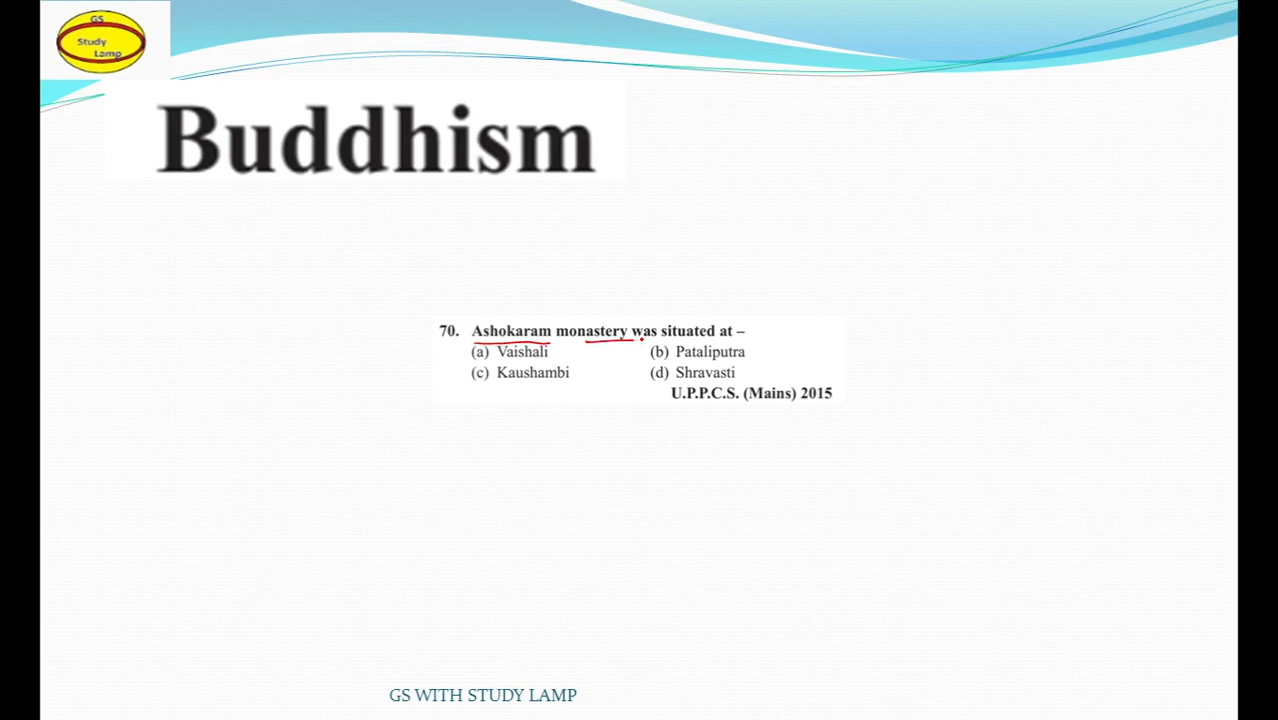 GS
Study
Lamp
Buddhism
70. Ashokaram monastery was situated at –
(a) Vaishali (b) Pataliputra
(c) Kaushambi (d) Shravasti
U.P.P.C.S. (Mains) 2015
GS WITH STUDY LAMP